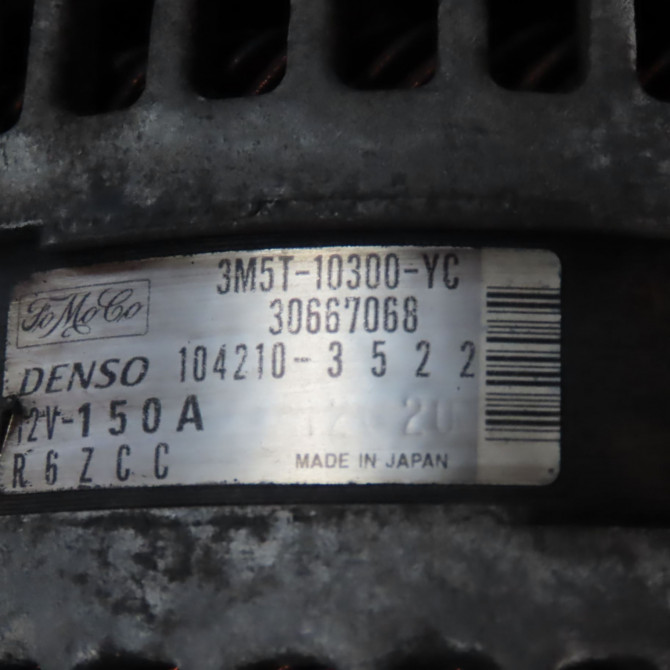 3M5T-10300-YC
FoMoCo
30667068
DENSO 104210-3522
12V-150A
R6ZCC MADE IN JAPAN